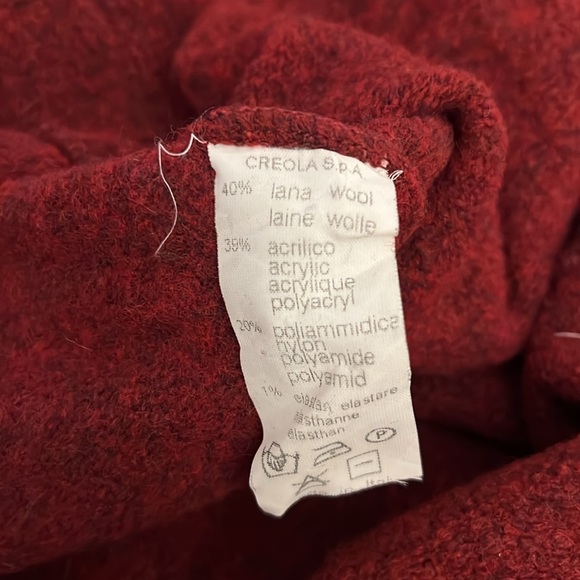 CREOLA S.p.A
40% lana wool
laine wolle
39% acrilico
acrylic
acrylique
polyacryl
20% poliammidica
nylon
polyamide
polyamid
1% elastan elastare
asthanne
elasthan
P